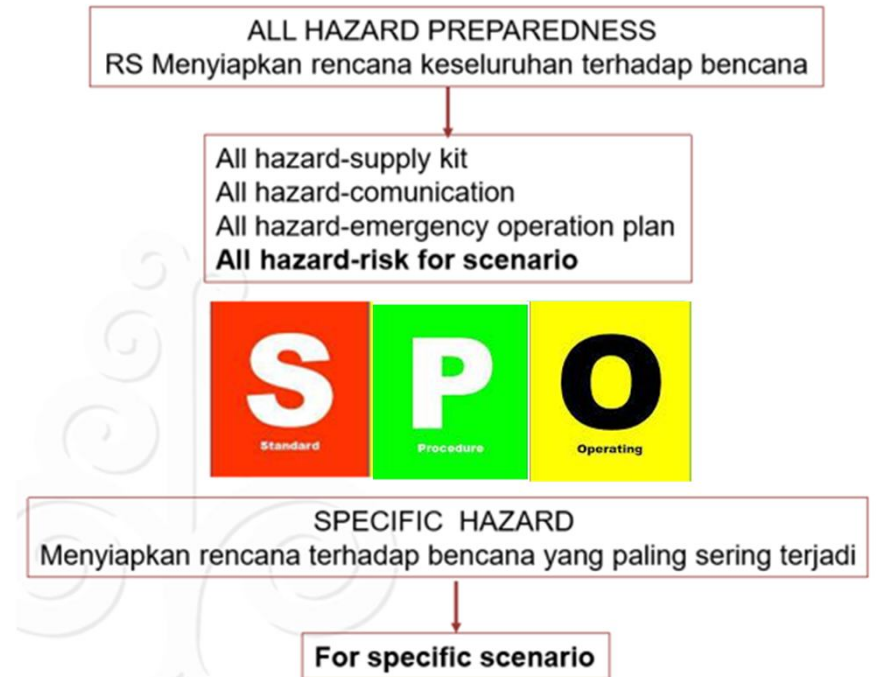 ALL HAZARD PREPAREDNESS
RS Menyiapkan rencana keseluruhan terhadap bencana
All hazard-supply kit
All hazard-comunication
All hazard-emergency operation plan
All hazard-risk for scenario
S P O
Standard Procedure Operating
SPECIFIC HAZARD
Menyiapkan rencana terhadap bencana yang paling sering terjadi
For specific scenario